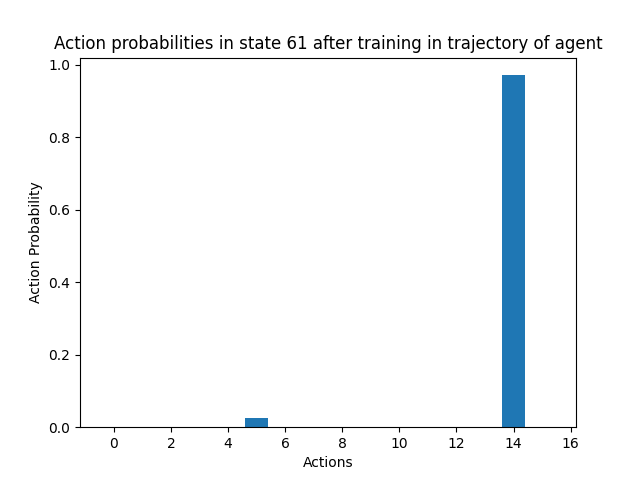 Action probabilities in state 61 after training in trajectory of agent
1.0
0.8
0.6
0.4
0.2
0.0
Action Probability
0 2 4 6 8 10 12 14 16
Actions